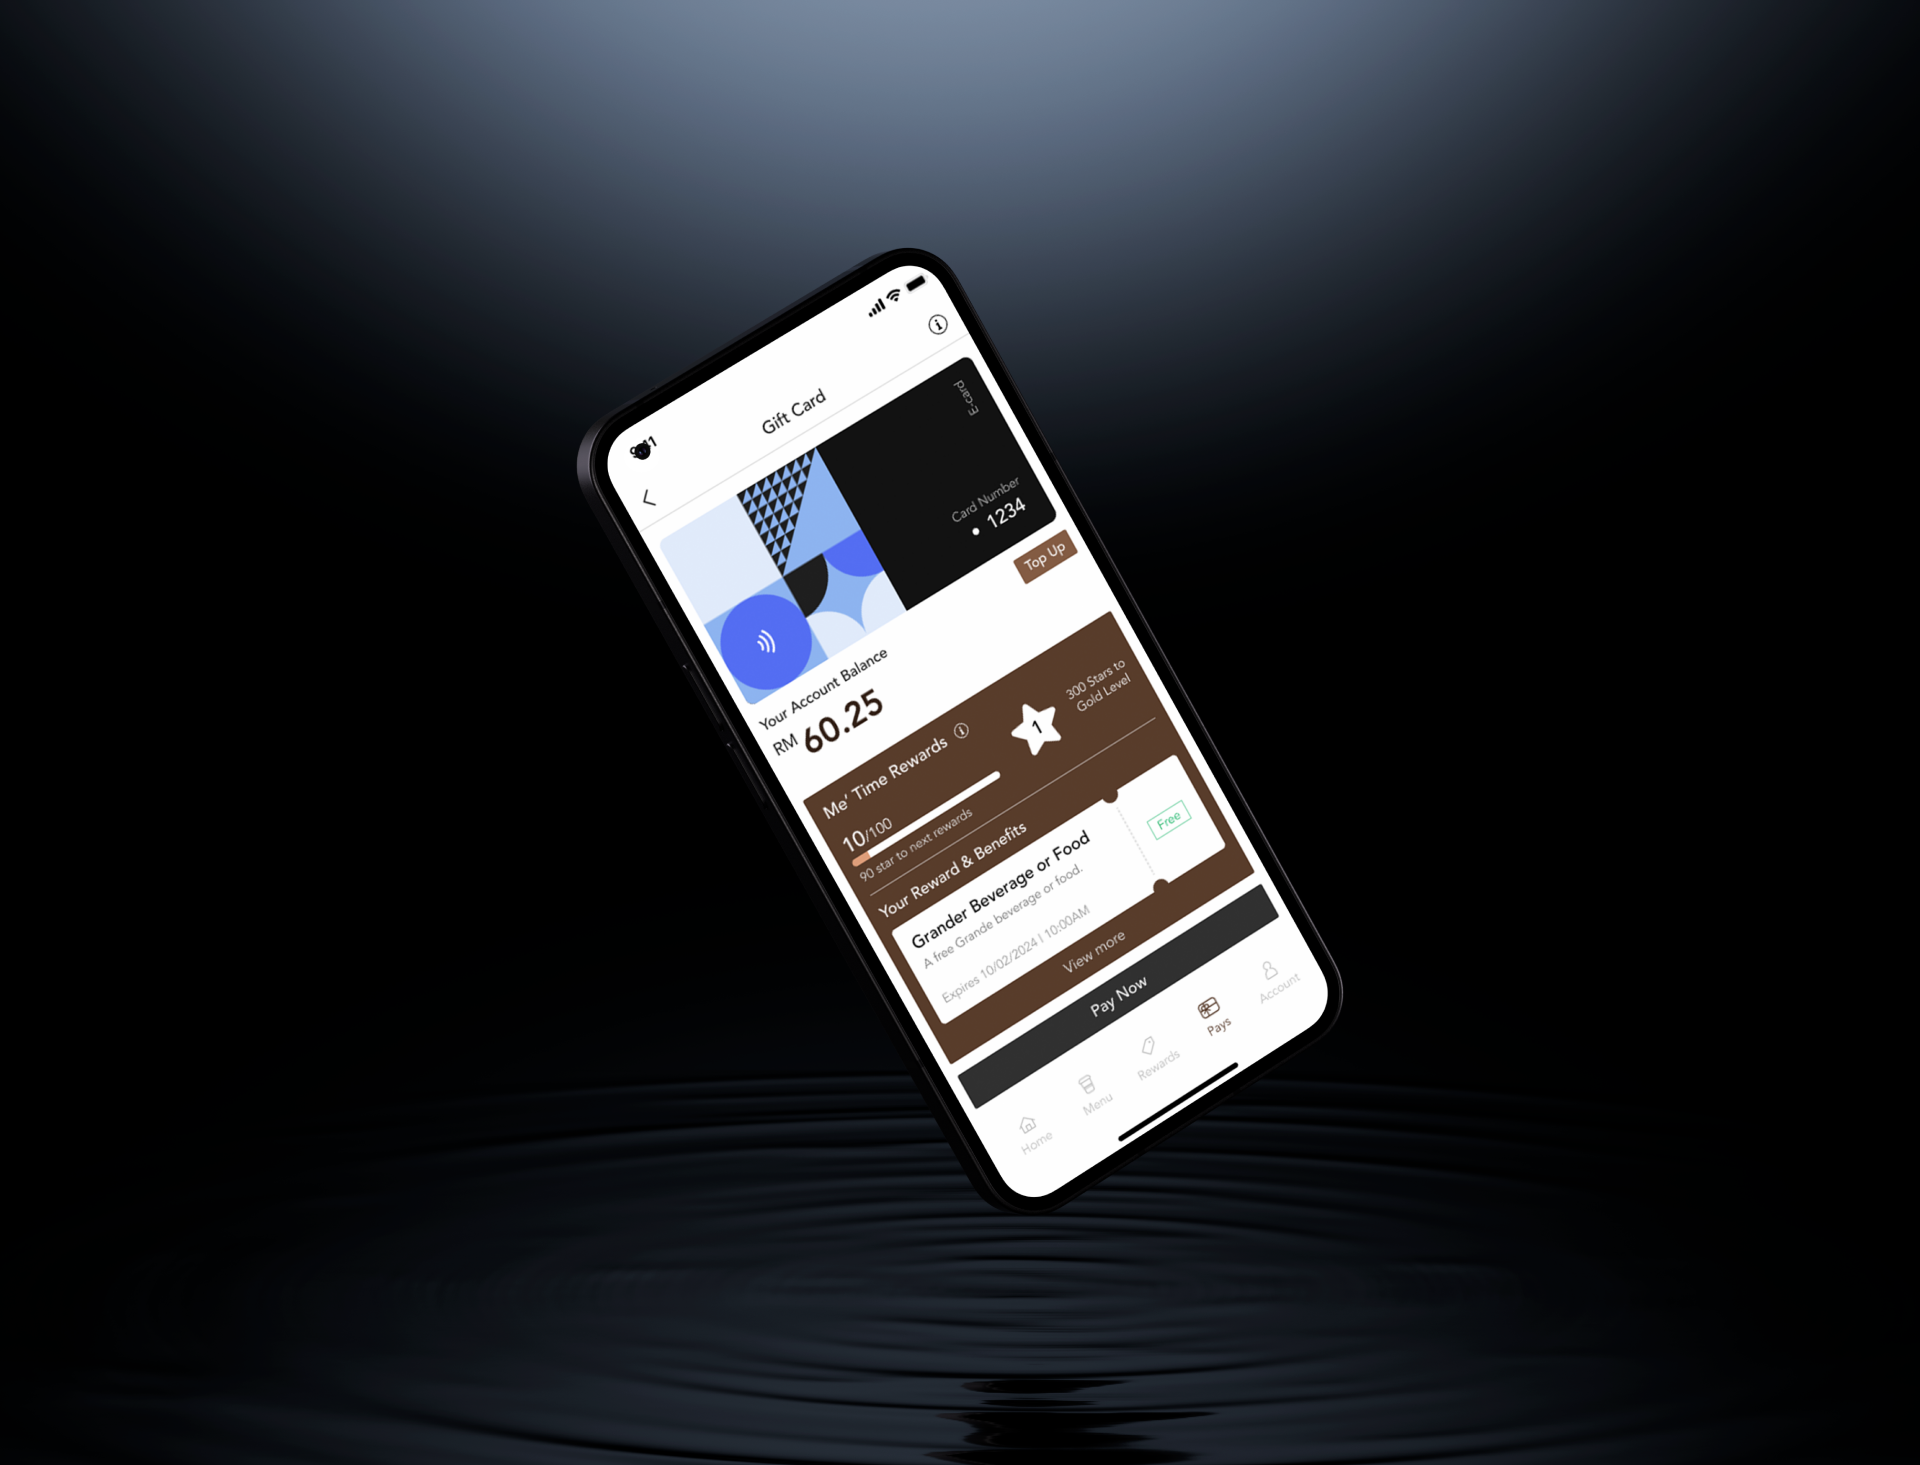 Gift Card
E-card
Card Number
1234
Top Up
Your Account Balance
RM 60.25
Me' Time Rewards
10/100
90 star to next rewards
1
300 Stars to
Gold Level
Your Reward & Benefits
Grander Beverage or Food
A free Grande beverage or food.
Expires 10/02/2024 | 10:00AM
Free
View more
Pay Now
Home
Menu
Rewards
Pays
Account